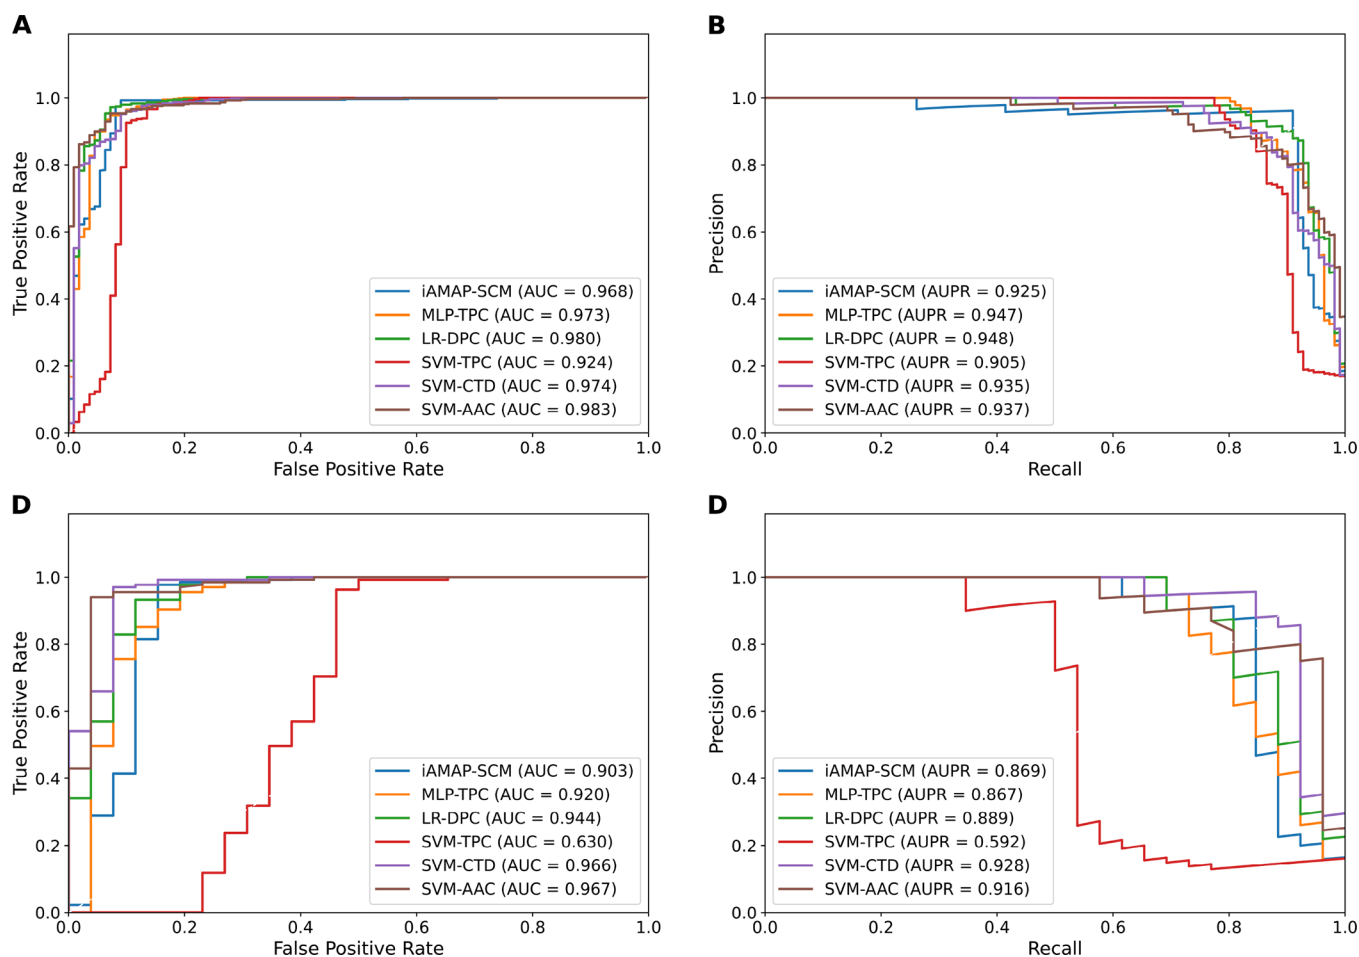 A
1.0
0.8
0.6
0.4
0.2
0.0
True Positive Rate
iAMAP-SCM (AUC = 0.968)
MLP-TPC (AUC = 0.973)
LR-DPC (AUC = 0.980)
SVM-TPC (AUC = 0.924)
SVM-CTD (AUC = 0.974)
SVM-AAC (AUC = 0.983)
0.0 0.2 0.4 0.6 0.8 1.0
False Positive Rate
B
1.0
0.8
0.6
0.4
0.2
0.0
Precision
iAMAP-SCM (AUPR = 0.925)
MLP-TPC (AUPR = 0.947)
LR-DPC (AUPR = 0.948)
SVM-TPC (AUPR = 0.905)
SVM-CTD (AUPR = 0.935)
SVM-AAC (AUPR = 0.937)
0.0 0.2 0.4 0.6 0.8 1.0
Recall
D
1.0
0.8
0.6
0.4
0.2
0.0
True Positive Rate
iAMAP-SCM (AUC = 0.903)
MLP-TPC (AUC = 0.920)
LR-DPC (AUC = 0.944)
SVM-TPC (AUC = 0.630)
SVM-CTD (AUC = 0.966)
SVM-AAC (AUC = 0.967)
0.0 0.2 0.4 0.6 0.8 1.0
False Positive Rate
D
1.0
0.8
0.6
0.4
0.2
0.0
Precision
iAMAP-SCM (AUPR = 0.869)
MLP-TPC (AUPR = 0.867)
LR-DPC (AUPR = 0.889)
SVM-TPC (AUPR = 0.592)
SVM-CTD (AUPR = 0.928)
SVM-AAC (AUPR = 0.916)
0.0 0.2 0.4 0.6 0.8 1.0
Recall